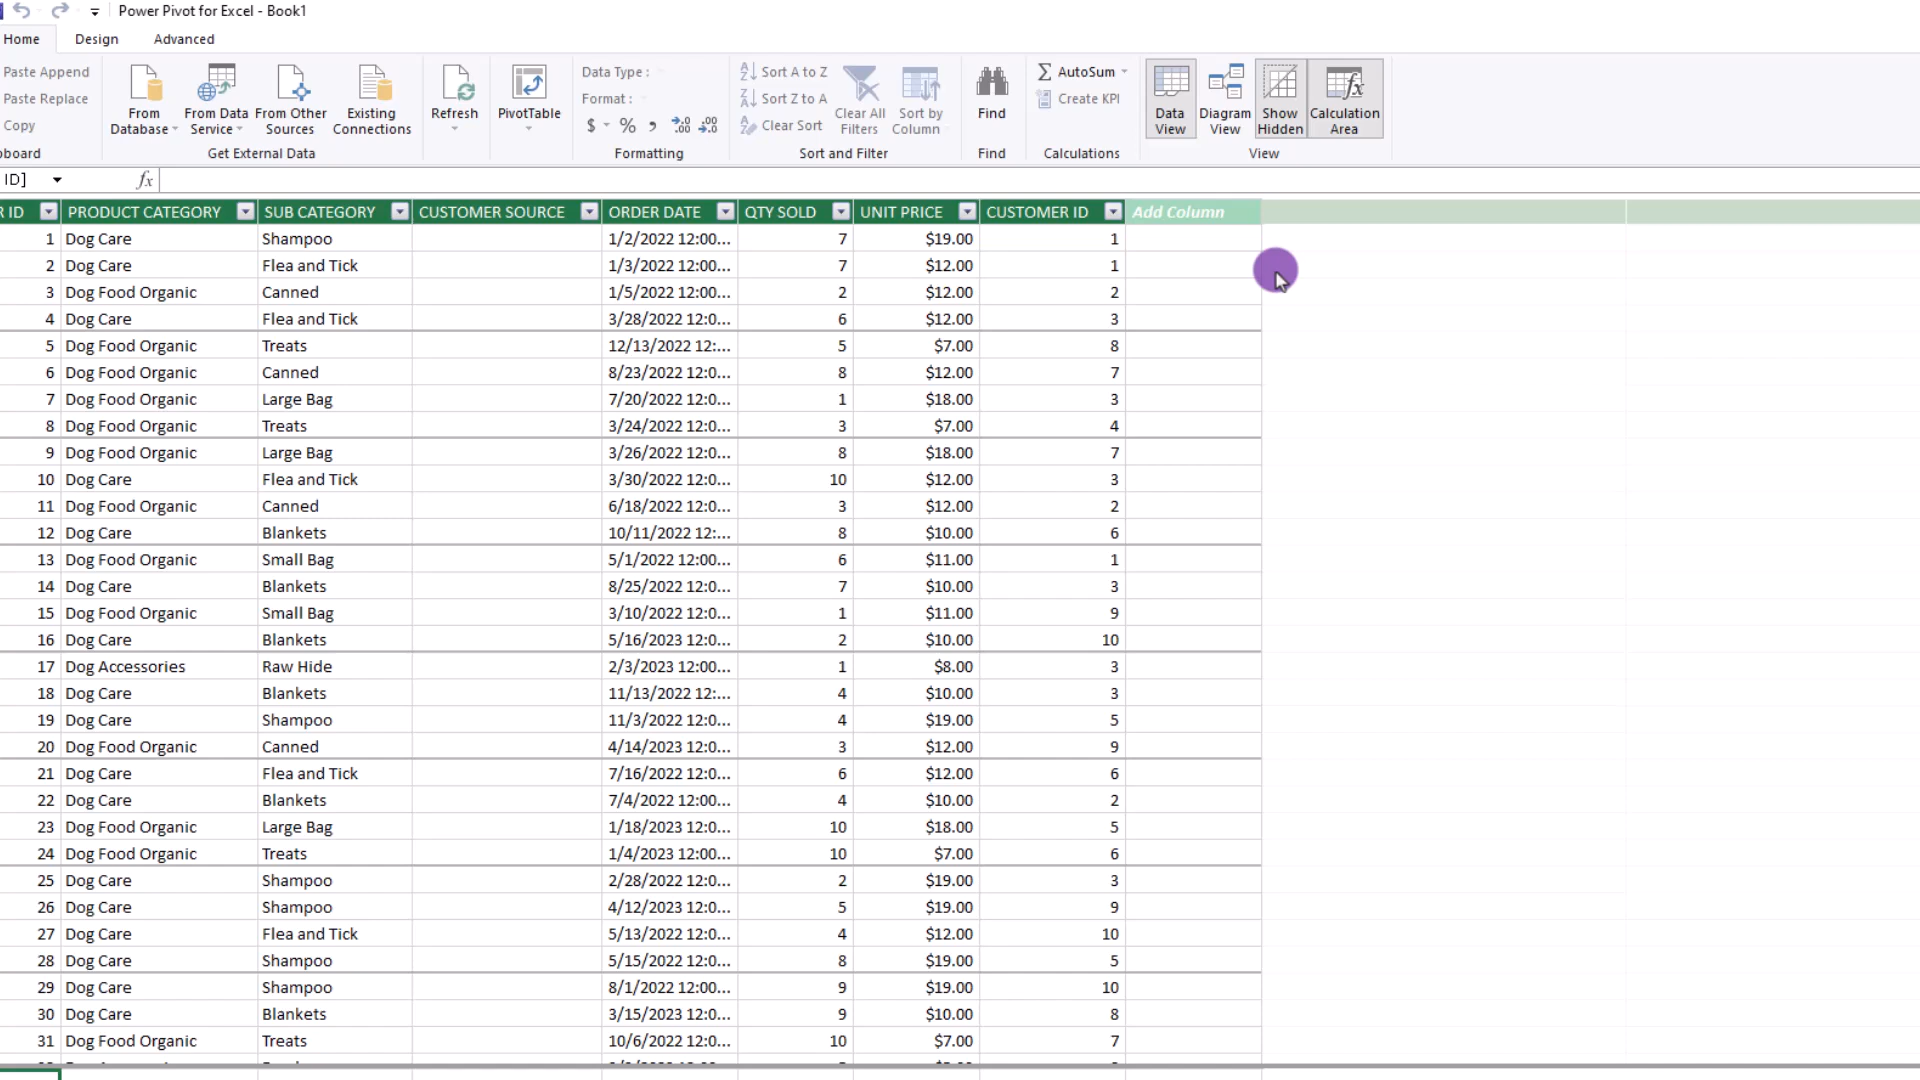 Power Pivot for Excel - Book1
Home Design Advanced
Paste Append
Paste Replace
Copy
From Database
From Data Service
From Other Sources
Existing Connections
Get External Data
Refresh
PivotTable
Data Type :
Format :
$ % , .00 .00
Formatting
Sort A to Z
Sort Z to A
Clear Sort
Clear All Filters
Sort by Column
Sort and Filter
Find
Find
AutoSum
Create KPI
Calculations
Data View
Diagram View
Show Hidden
Calculation Area
View
ID] fx
ID PRODUCT CATEGORY SUB CATEGORY CUSTOMER SOURCE ORDER DATE QTY SOLD UNIT PRICE CUSTOMER ID Add Column
1 Dog Care Shampoo 1/2/2022 12:00... 7 $19.00 1
2 Dog Care Flea and Tick 1/3/2022 12:00... 7 $12.00 1
3 Dog Food Organic Canned 1/5/2022 12:00... 2 $12.00 2
4 Dog Care Flea and Tick 3/28/2022 12:0... 6 $12.00 3
5 Dog Food Organic Treats 12/13/2022 12:... 5 $7.00 8
6 Dog Food Organic Canned 8/23/2022 12:0... 8 $12.00 7
7 Dog Food Organic Large Bag 7/20/2022 12:0... 1 $18.00 3
8 Dog Food Organic Treats 3/24/2022 12:0... 3 $7.00 4
9 Dog Food Organic Large Bag 3/26/2022 12:0... 8 $18.00 7
10 Dog Care Flea and Tick 3/30/2022 12:0... 10 $12.00 3
11 Dog Food Organic Canned 6/18/2022 12:0... 3 $12.00 2
12 Dog Care Blankets 10/11/2022 12:... 8 $10.00 6
13 Dog Food Organic Small Bag 5/1/2022 12:00... 6 $11.00 1
14 Dog Care Blankets 8/25/2022 12:0... 7 $10.00 3
15 Dog Food Organic Small Bag 3/10/2022 12:0... 1 $11.00 9
16 Dog Care Blankets 5/16/2023 12:0... 2 $10.00 10
17 Dog Accessories Raw Hide 2/3/2023 12:00... 1 $8.00 3
18 Dog Care Blankets 11/13/2022 12:... 4 $10.00 3
19 Dog Care Shampoo 11/3/2022 12:0... 4 $19.00 5
20 Dog Food Organic Canned 4/14/2023 12:0... 3 $12.00 9
21 Dog Care Flea and Tick 7/16/2022 12:0... 6 $12.00 6
22 Dog Care Blankets 7/4/2022 12:00... 4 $10.00 2
23 Dog Food Organic Large Bag 1/18/2023 12:0... 10 $18.00 5
24 Dog Food Organic Treats 1/4/2023 12:00... 10 $7.00 6
25 Dog Care Shampoo 2/28/2022 12:0... 2 $19.00 3
26 Dog Care Shampoo 4/12/2023 12:0... 5 $19.00 9
27 Dog Care Flea and Tick 5/13/2022 12:0... 4 $12.00 10
28 Dog Care Shampoo 5/15/2022 12:0... 8 $19.00 5
29 Dog Care Shampoo 8/1/2022 12:00... 9 $19.00 10
30 Dog Care Blankets 3/15/2023 12:0... 9 $10.00 8
31 Dog Food Organic Treats 10/6/2022 12:0... 10 $7.00 7